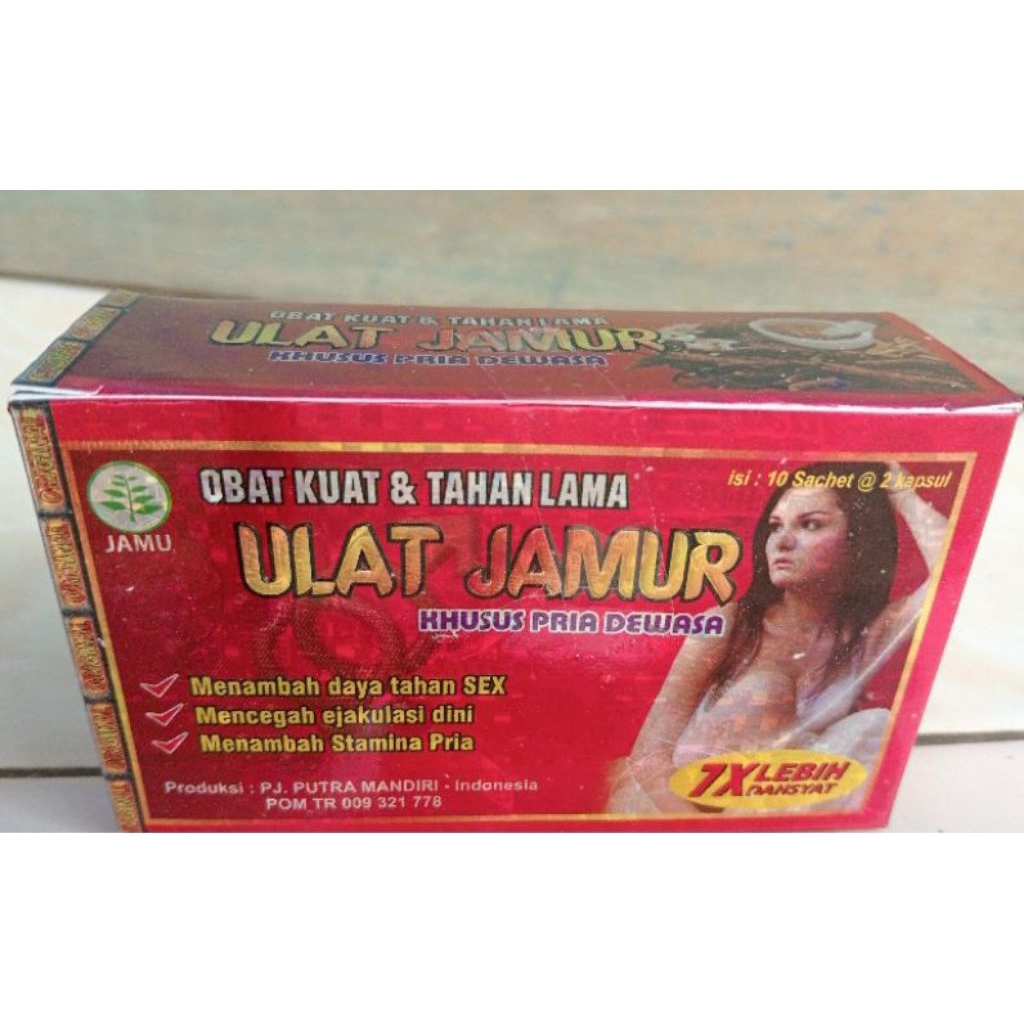 OBAT KUAT & TAHAN LAMA
ULAT JAMUR
KHUSUS PRIA DEWASA
isi : 10 Sachet @ 2 kapsul
JAMU
OBAT KUAT & TAHAN LAMA
ULAT JAMUR
KHUSUS PRIA DEWASA
Menambah daya tahan SEX
Mencegah ejakulasi dini
Menambah Stamina Pria
Produksi : PJ. PUTRA MANDIRI - Indonesia
POM TR 009 321 778
7X LEBIH
DAHSYAT